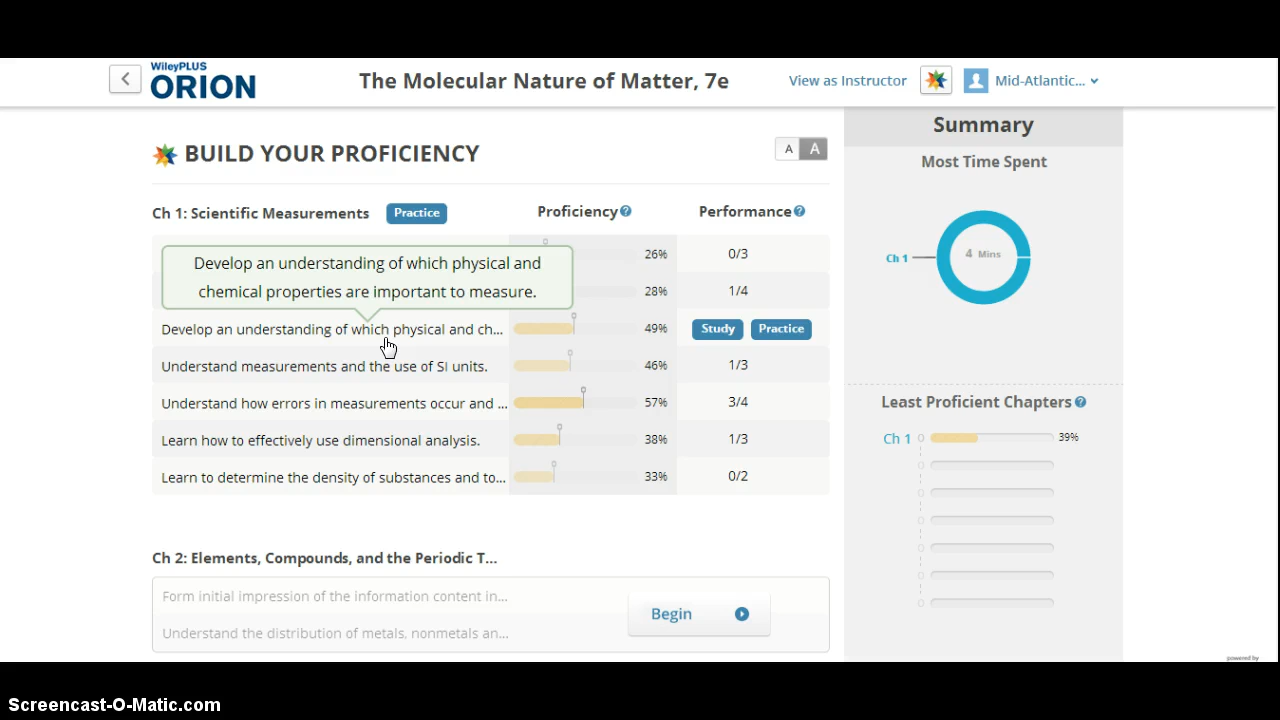 WileyPLUS
ORION
The Molecular Nature of Matter, 7e
View as Instructor
Mid-Atlantic...
BUILD YOUR PROFICIENCY
A A
Ch 1: Scientific Measurements Practice Proficiency ? Performance ?
26% 0/3
Develop an understanding of which physical and
chemical properties are important to measure.
28% 1/4
Develop an understanding of which physical and ch... 49% Study Practice
Understand measurements and the use of SI units. 46% 1/3
Understand how errors in measurements occur and ... 57% 3/4
Learn how to effectively use dimensional analysis. 38% 1/3
Learn to determine the density of substances and to... 33% 0/2
Ch 2: Elements, Compounds, and the Periodic T...
Form initial impression of the information content in...
Understand the distribution of metals, nonmetals an...
Begin
Summary
Most Time Spent
Ch 1
4 Mins
Least Proficient Chapters ?
Ch 1 39%
powered by
Screencast-O-Matic.com